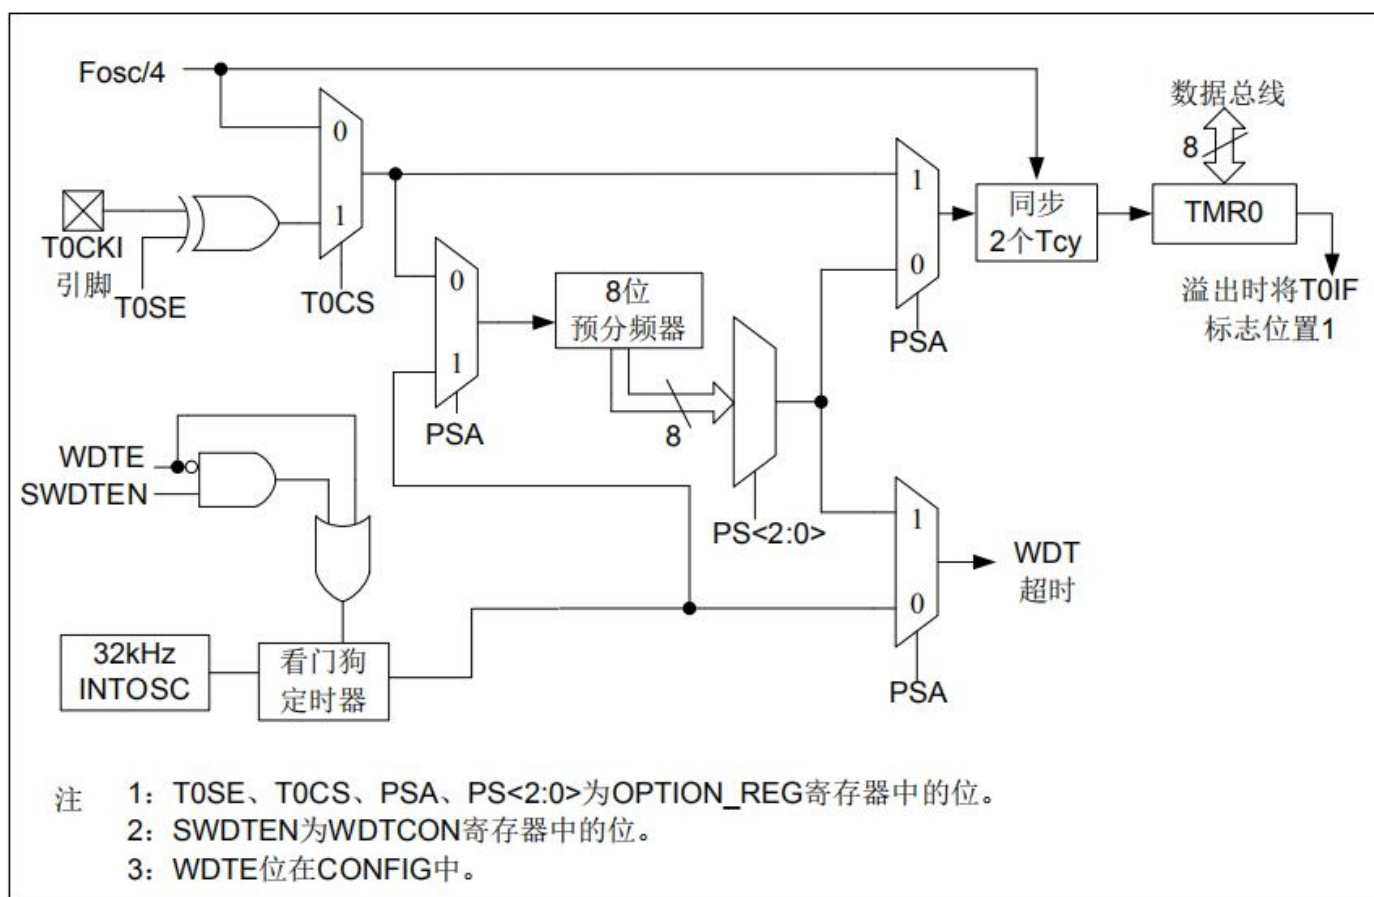 Fosc/4
数据总线
0
8
1
1
同步
2个Tcy
TMR0
T0CKI
引脚
T0SE
T0CS
0
8位
预分频器
0
溢出时将T0IF
标志位置1
1
PSA
PSA
8
WDTE
SWDTEN
PS<2:0>
1
WDT
超时
0
32kHz
INTOSC
看门狗
定时器
PSA
注 1：T0SE、T0CS、PSA、PS<2:0>为OPTION_REG寄存器中的位。
2：SWDTEN为WDTCON寄存器中的位。
3：WDTE位在CONFIG中。